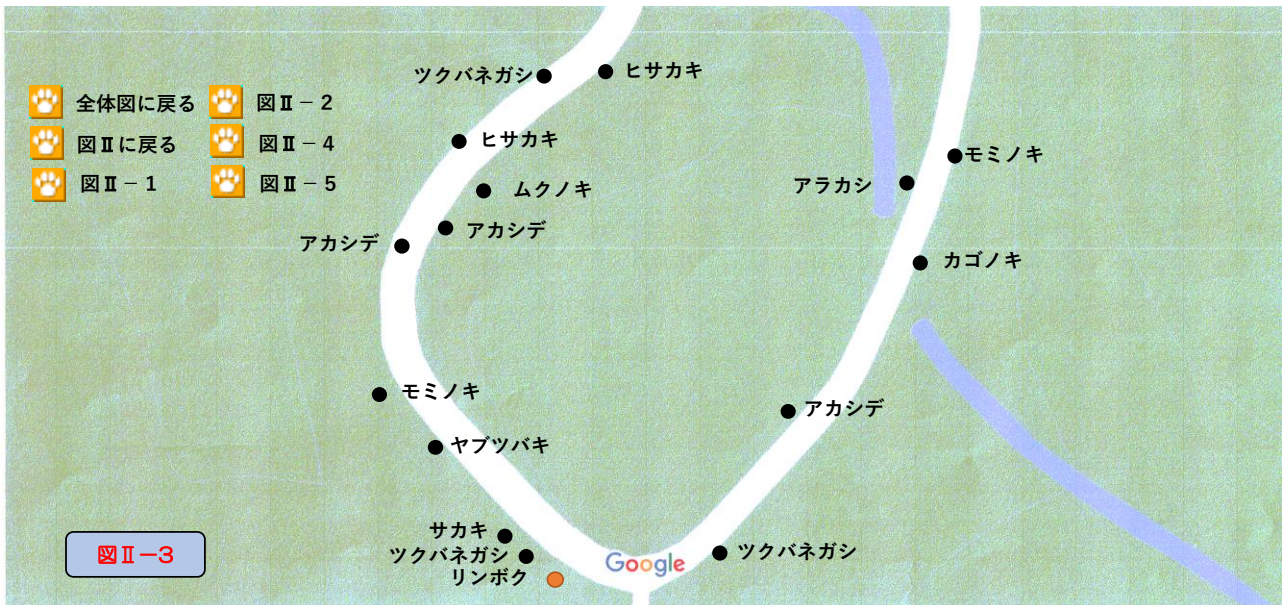 全体図に戻る
図Ⅱ－2
図Ⅱに戻る
図Ⅱ－4
図Ⅱ－1
図Ⅱ－5
ツクバネガシ
ヒサカキ
ヒサカキ
ムクノキ
アカシデ
アカシデ
モミノキ
アラカシ
カゴノキ
モミノキ
ヤブツバキ
アカシデ
サカキ
ツクバネガシ
リンボク
ツクバネガシ
Google
図Ⅱ－3